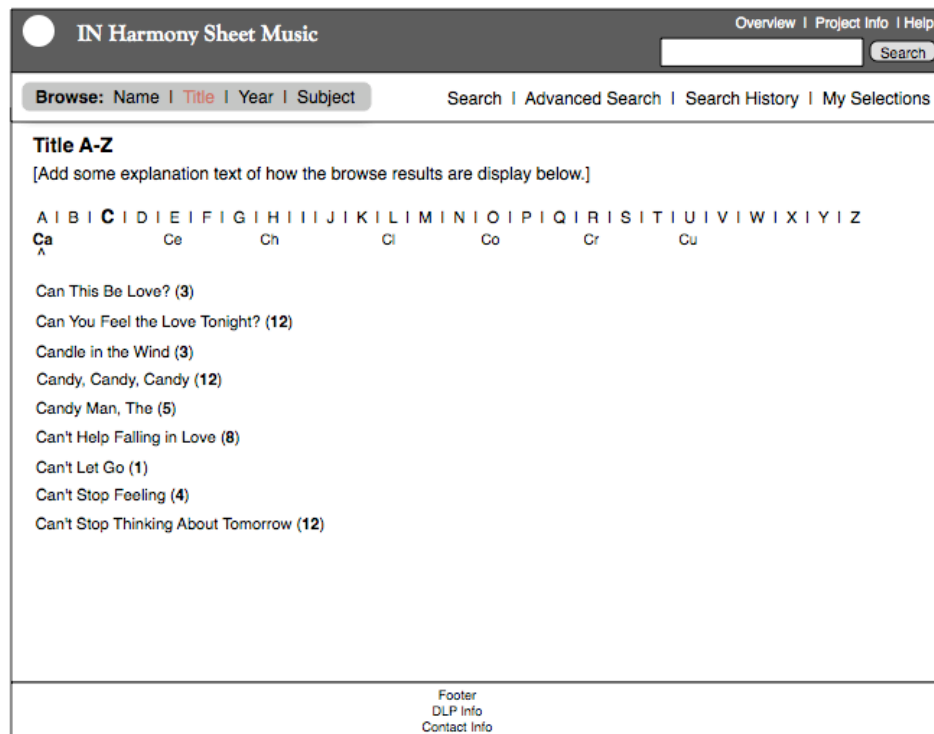 IN Harmony Sheet Music
Overview | Project Info | Help
Search
Browse: Name | Title | Year | Subject
Search | Advanced Search | Search History | My Selections
Title A-Z
[Add some explanation text of how the browse results are display below.]
A | B | C | D | E | F | G | H | I | J | K | L | M | N | O | P | Q | R | S | T | U | V | W | X | Y | Z
Ca Ce Ch Cl Co Cr Cu
^
Can This Be Love? (3)
Can You Feel the Love Tonight? (12)
Candle in the Wind (3)
Candy, Candy, Candy (12)
Candy Man, The (5)
Can't Help Falling in Love (8)
Can't Let Go (1)
Can't Stop Feeling (4)
Can't Stop Thinking About Tomorrow (12)
Footer
DLP Info
Contact Info